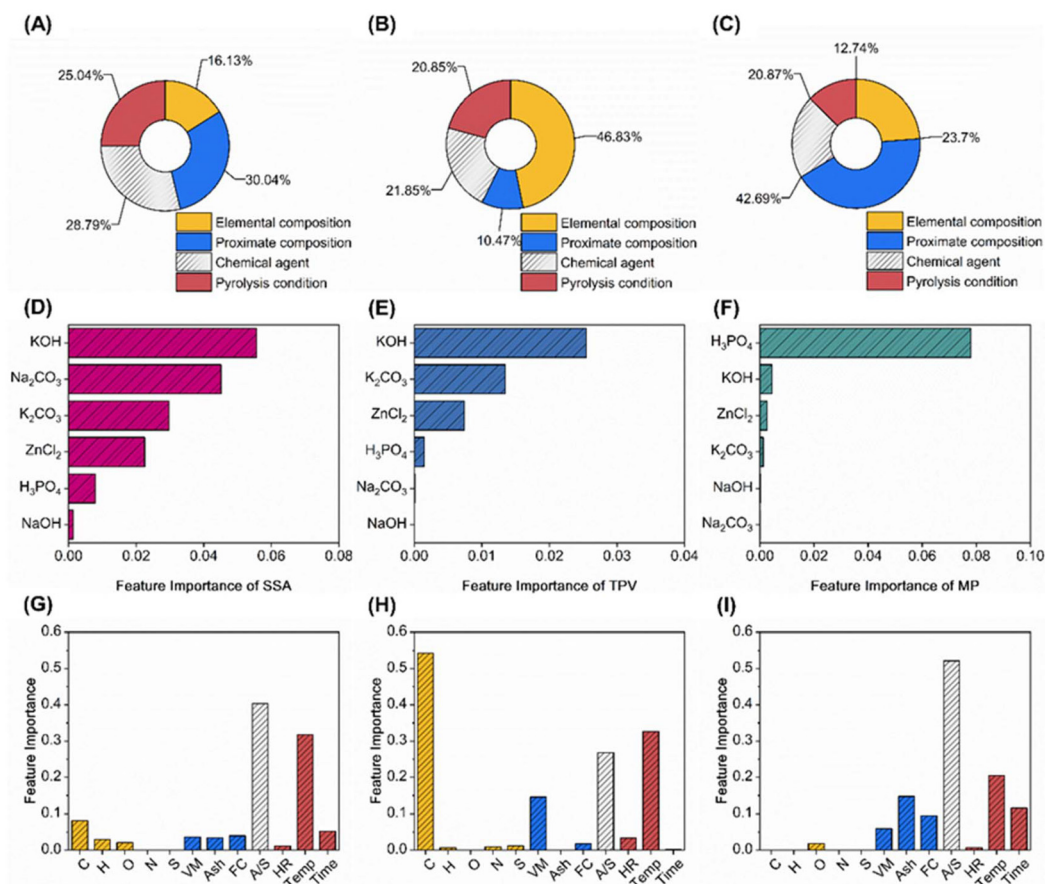 (A)
25.04%
16.13%
30.04%
28.79%
Elemental composition
Proximate composition
Chemical agent
Pyrolysis condition
(B)
20.85%
46.83%
21.85%
10.47%
Elemental composition
Proximate composition
Chemical agent
Pyrolysis condition
(C)
12.74%
20.87%
23.7%
42.69%
Elemental composition
Proximate composition
Chemical agent
Pyrolysis condition
(D)
KOH
Na₂CO₃
K₂CO₃
ZnCl₂
H₃PO₄
NaOH
0.00 0.02 0.04 0.06 0.08
Feature Importance of SSA
(E)
KOH
K₂CO₃
ZnCl₂
H₃PO₄
Na₂CO₃
NaOH
0.00 0.01 0.02 0.03 0.04
Feature Importance of TPV
(F)
H₃PO₄
KOH
ZnCl₂
K₂CO₃
NaOH
Na₂CO₃
0.00 0.02 0.04 0.06 0.08 0.10
Feature Importance of MP
(G)
Feature Importance
0.6
0.5
0.4
0.3
0.2
0.1
0.0
C H O N S VM Ash FC A/S HR Temp Time
(H)
Feature Importance
0.6
0.5
0.4
0.3
0.2
0.1
0.0
C H O N S VM Ash FC A/S HR Temp Time
(I)
Feature Importance
0.6
0.5
0.4
0.3
0.2
0.1
0.0
C H O N S VM Ash FC A/S HR Temp Time